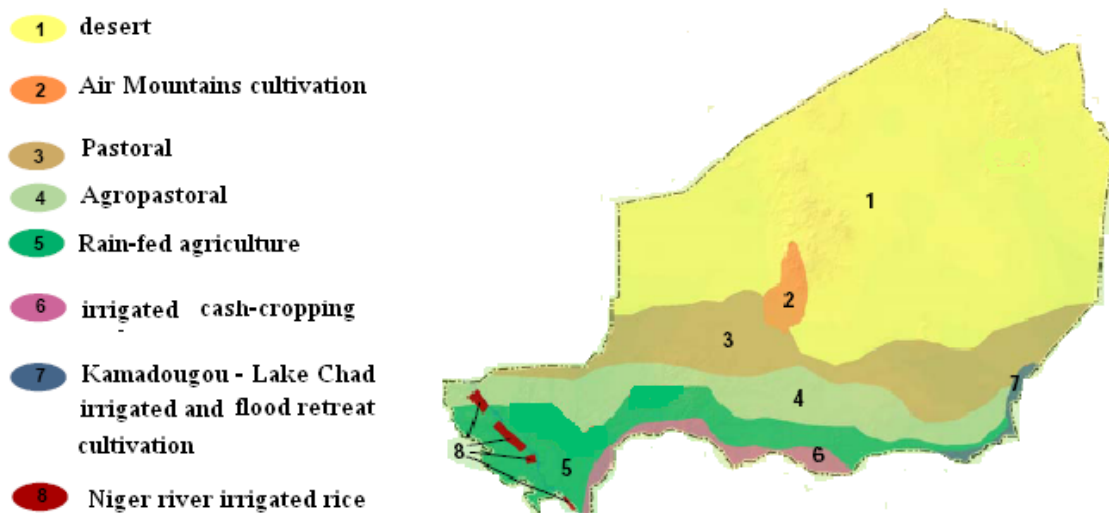 1 desert
2 Air Mountains cultivation
3 Pastoral
4 Agropastoral
5 Rain-fed agriculture
6 irrigated cash-cropping
7 Kamadougou - Lake Chad
irrigated and flood retreat
cultivation
8 Niger river irrigated rice
1
2
3
4
7
8
5
6